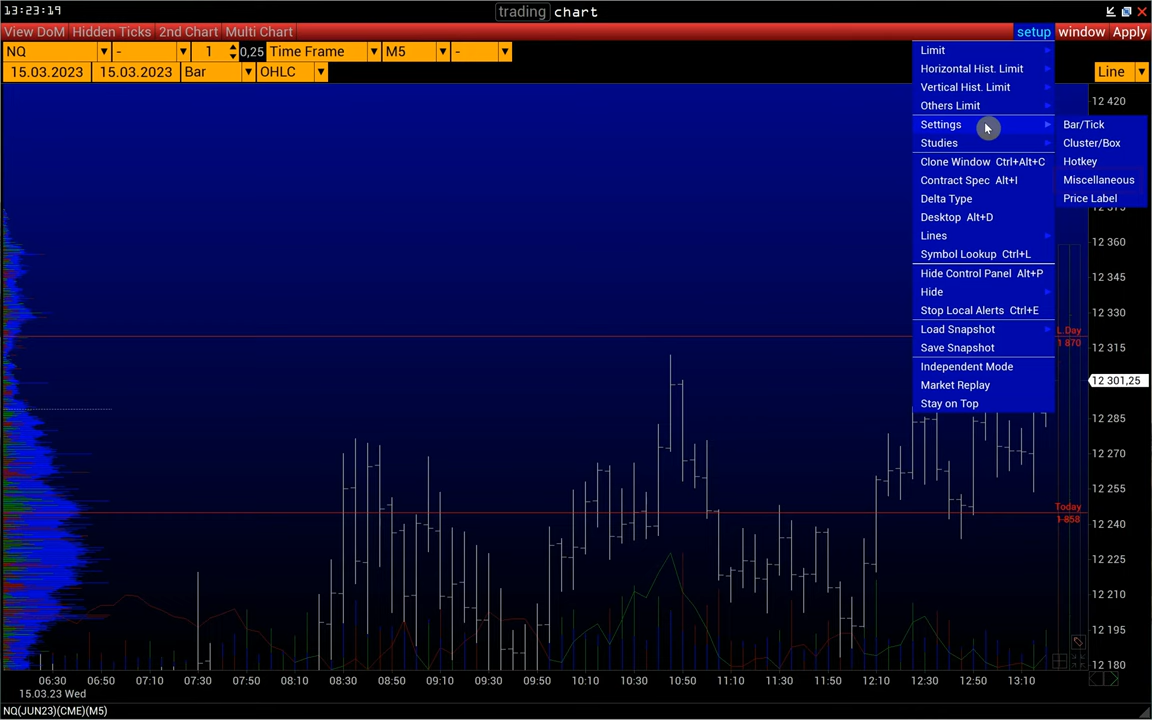 13:23:19
trading chart
View DoM Hidden Ticks 2nd Chart Multi Chart setup window Apply
NQ - 1 0,25 Time Frame M5 -
15.03.2023 15.03.2023 Bar OHLC Line
Limit
Horizontal Hist. Limit
Vertical Hist. Limit
Others Limit
Settings
Studies
Clone Window Ctrl+Alt+C
Contract Spec Alt+I
Delta Type
Desktop Alt+D
Lines
Symbol Lookup Ctrl+L
Hide Control Panel Alt+P
Hide
Stop Local Alerts Ctrl+E
Load Snapshot
Save Snapshot
Independent Mode
Market Replay
Stay on Top
Bar/Tick
Cluster/Box
Hotkey
Miscellaneous
Price Label
12 420
12 360
12 345
12 330
L.Day
1 870
12 315
12 301,25
12 285
12 270
12 255
Today
1 858
12 240
12 225
12 210
12 195
12 180
06:30 06:50 07:10 07:30 07:50 08:10 08:30 08:50 09:10 09:30 09:50 10:10 10:30 10:50 11:10 11:30 11:50 12:10 12:30 12:50 13:10
15.03.23 Wed
NQ(JUN23)(CME)(M5)